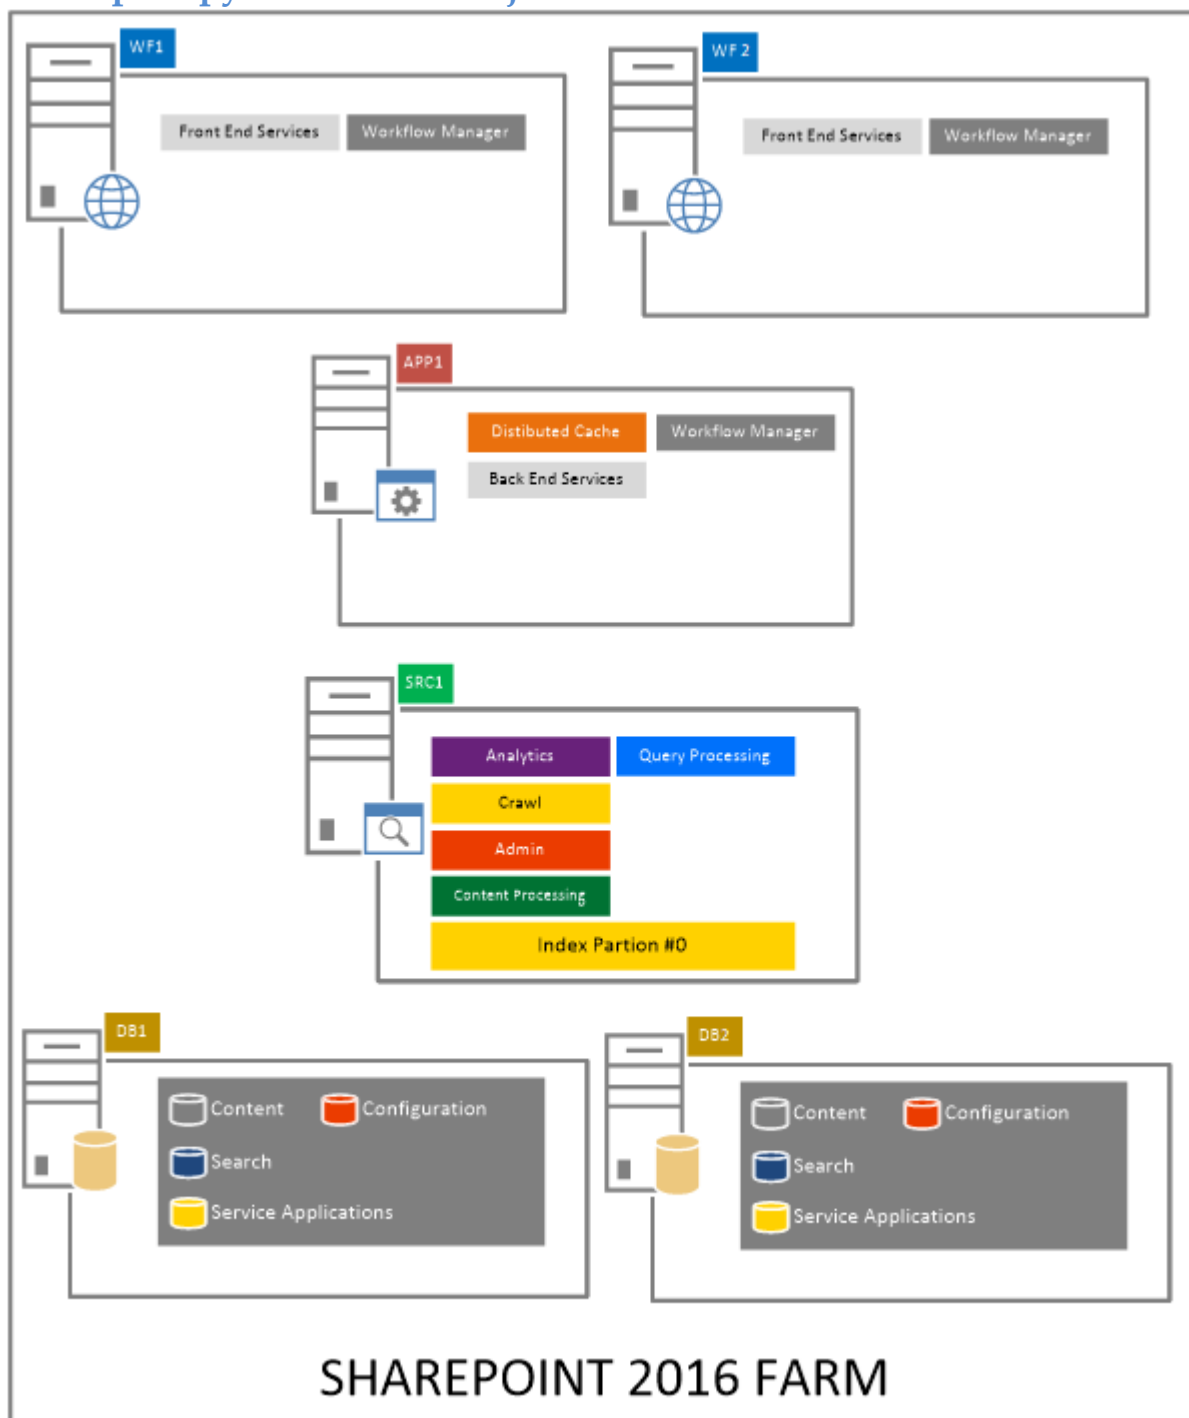 WF1
WF 2
Front End Services
Workflow Manager
Front End Services
Workflow Manager
APP1
Distibuted Cache
Workflow Manager
Back End Services
SRC1
Analytics
Query Processing
Crawl
Admin
Content Processing
Index Partion #0
DB1
DB2
Content
Configuration
Search
Service Applications
Content
Configuration
Search
Service Applications
SHAREPOINT 2016 FARM